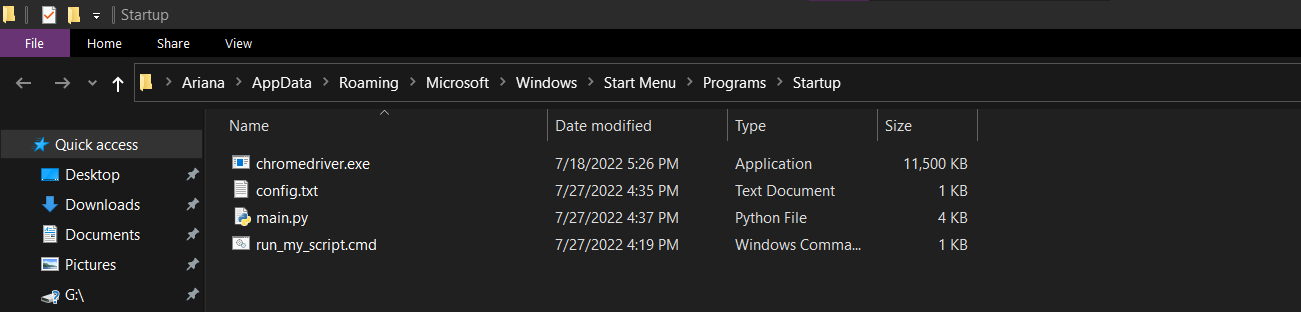 Startup
File Home Share View
Ariana AppData Roaming Microsoft Windows Start Menu Programs Startup
Name Date modified Type Size
Quick access
chromedriver.exe 7/18/2022 5:26 PM Application 11,500 KB
Desktop
config.txt 7/27/2022 4:35 PM Text Document 1 KB
Downloads
main.py 7/27/2022 4:37 PM Python File 4 KB
Documents
run_my_script.cmd 7/27/2022 4:19 PM Windows Comma... 1 KB
Pictures
G:\